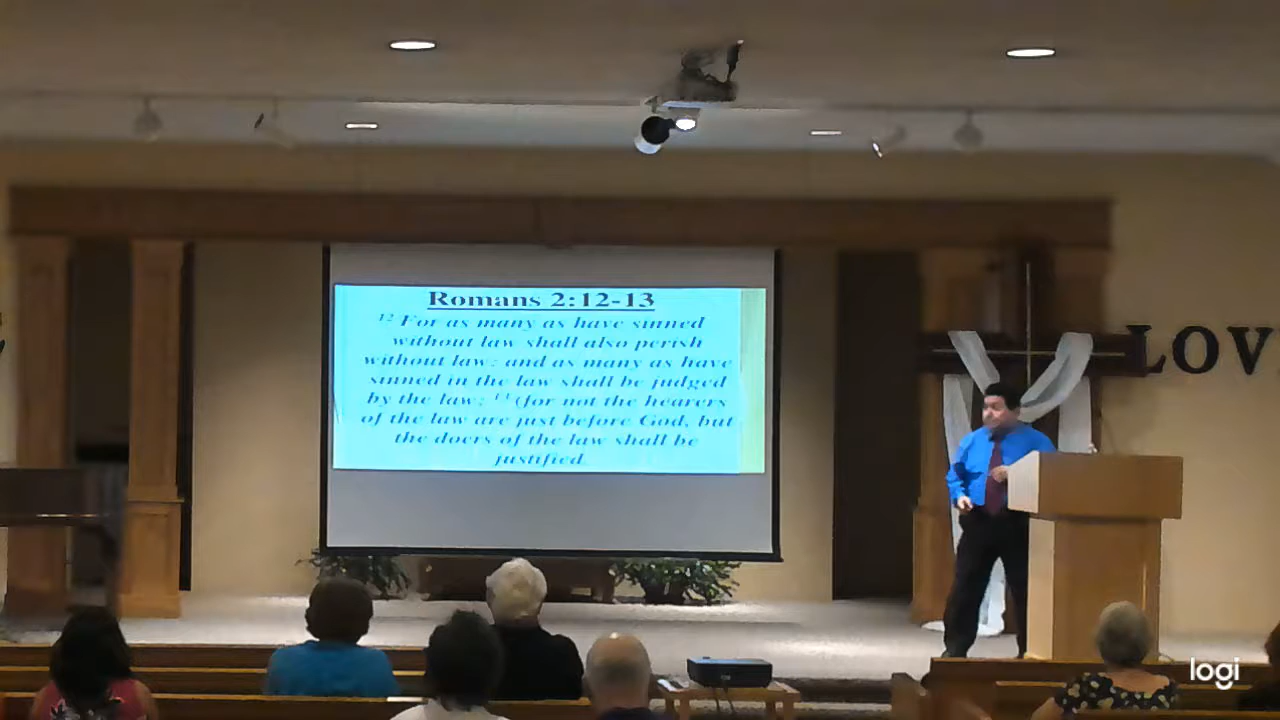 Romans 2:12-13
12 For as many as have sinned
without law shall also perish
without law: and as many as have
sinned in the law shall be judged
by the law; 13 (for not the hearers
of the law are just before God, but
the doers of the law shall be
justified.
LOV
logi